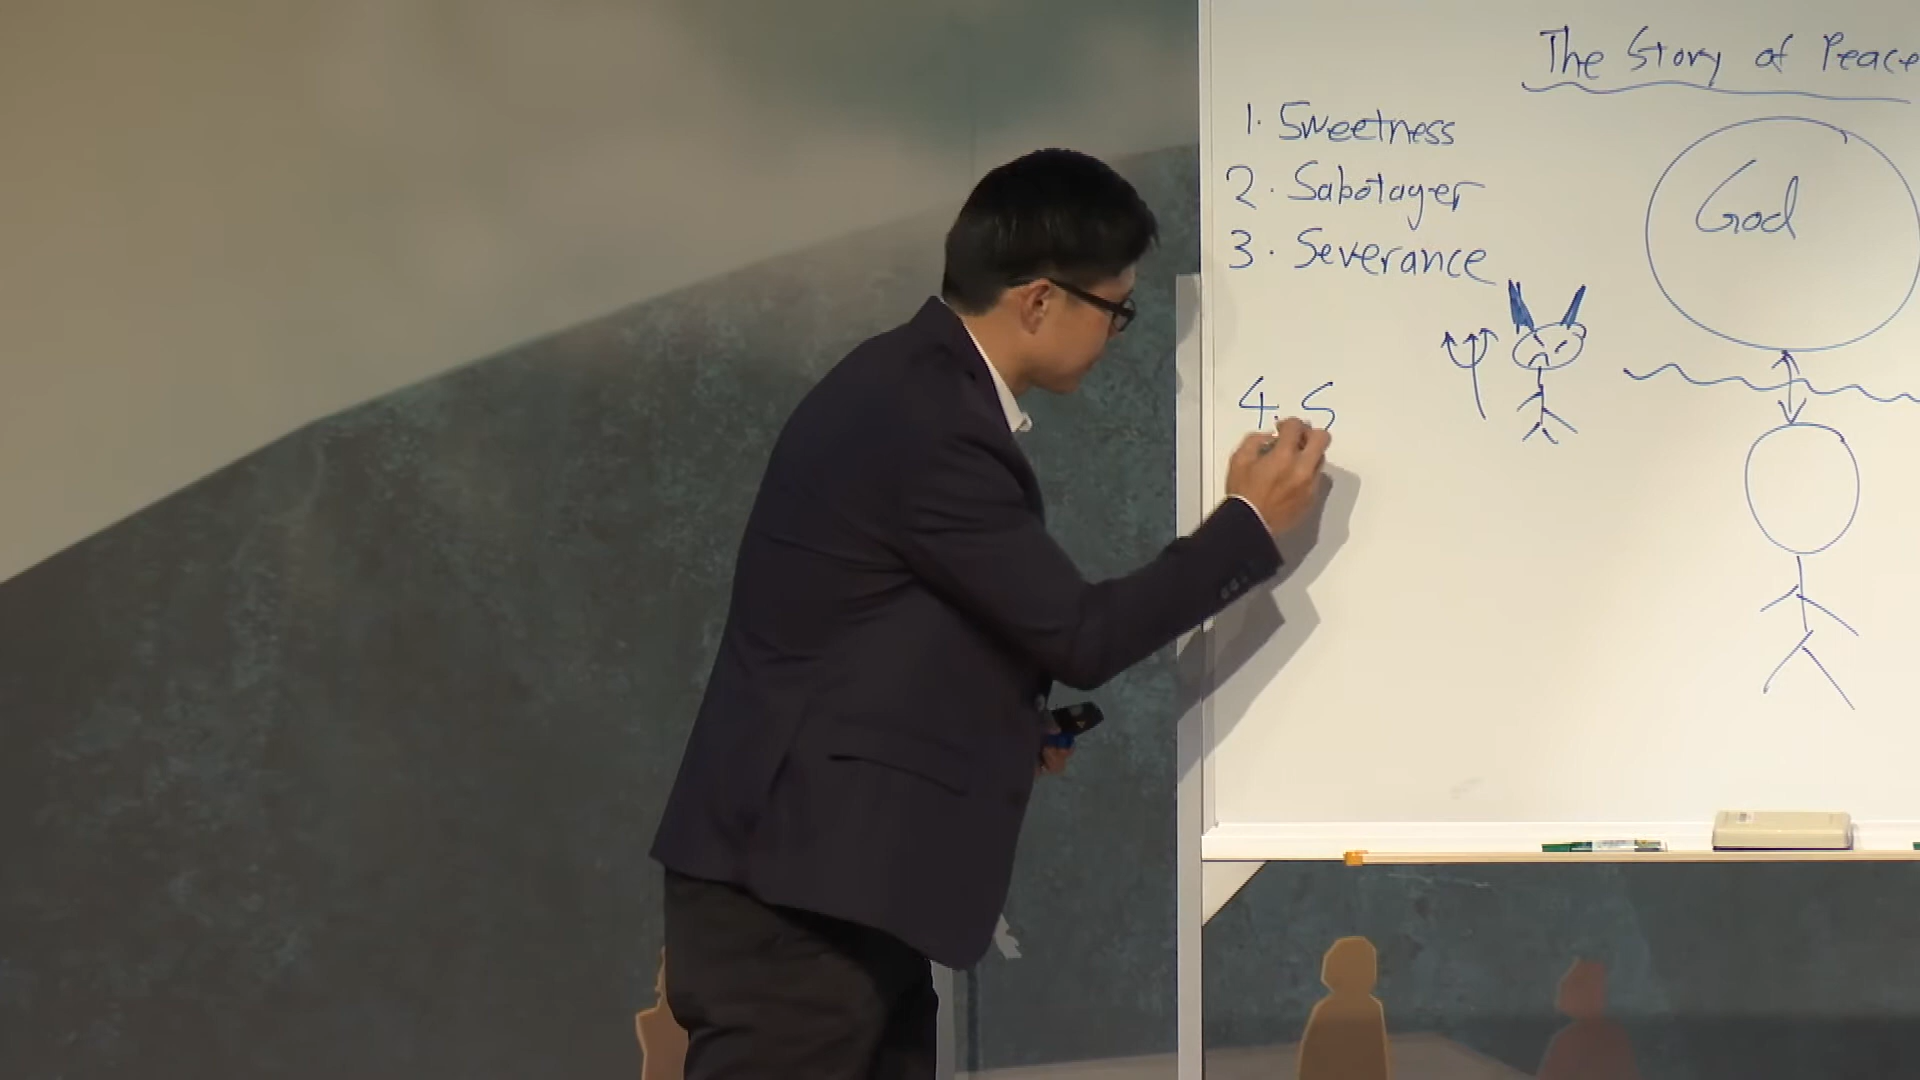 The Story of Peace
1. Sweetness
2. Sabotager
3. Severance
God
4. S